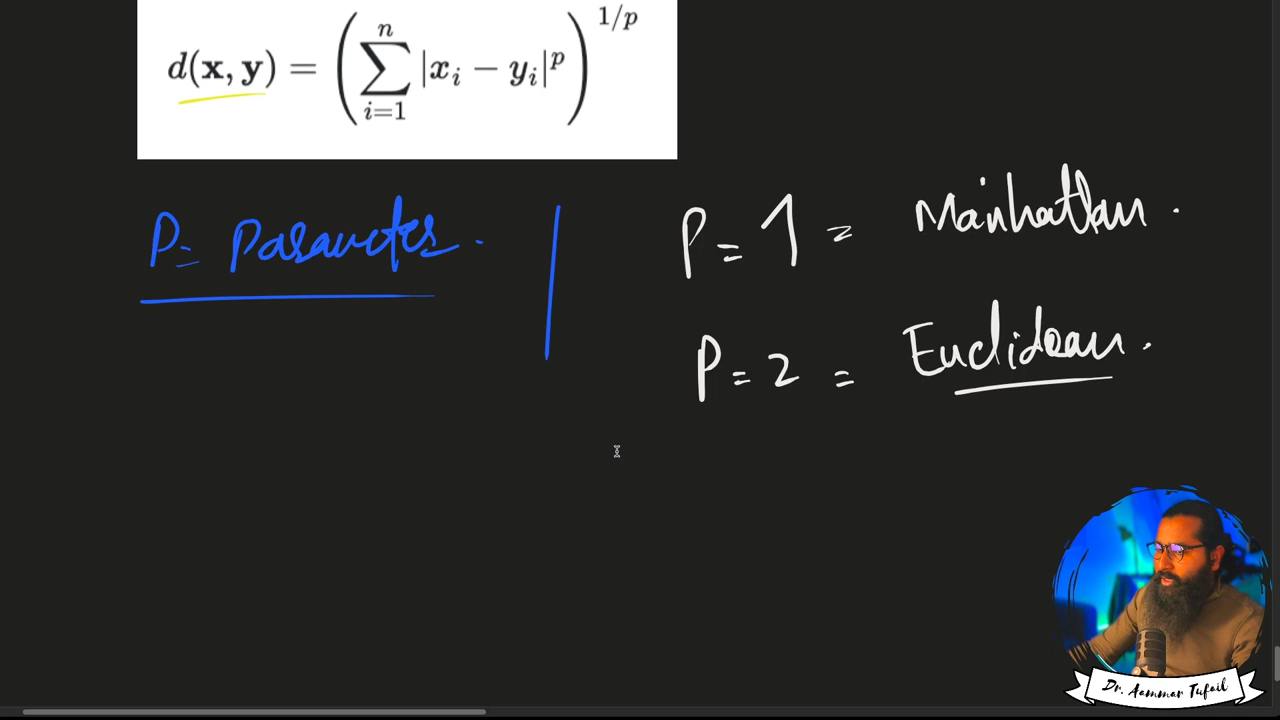 d(x, y) = (∑_{i=1}^{n} |x_i − y_i|^p)^{1/p}
P = Parameter.
P = 1 = Manhattan.
P = 2 = Euclidean.
Dr. Aammar Tufail